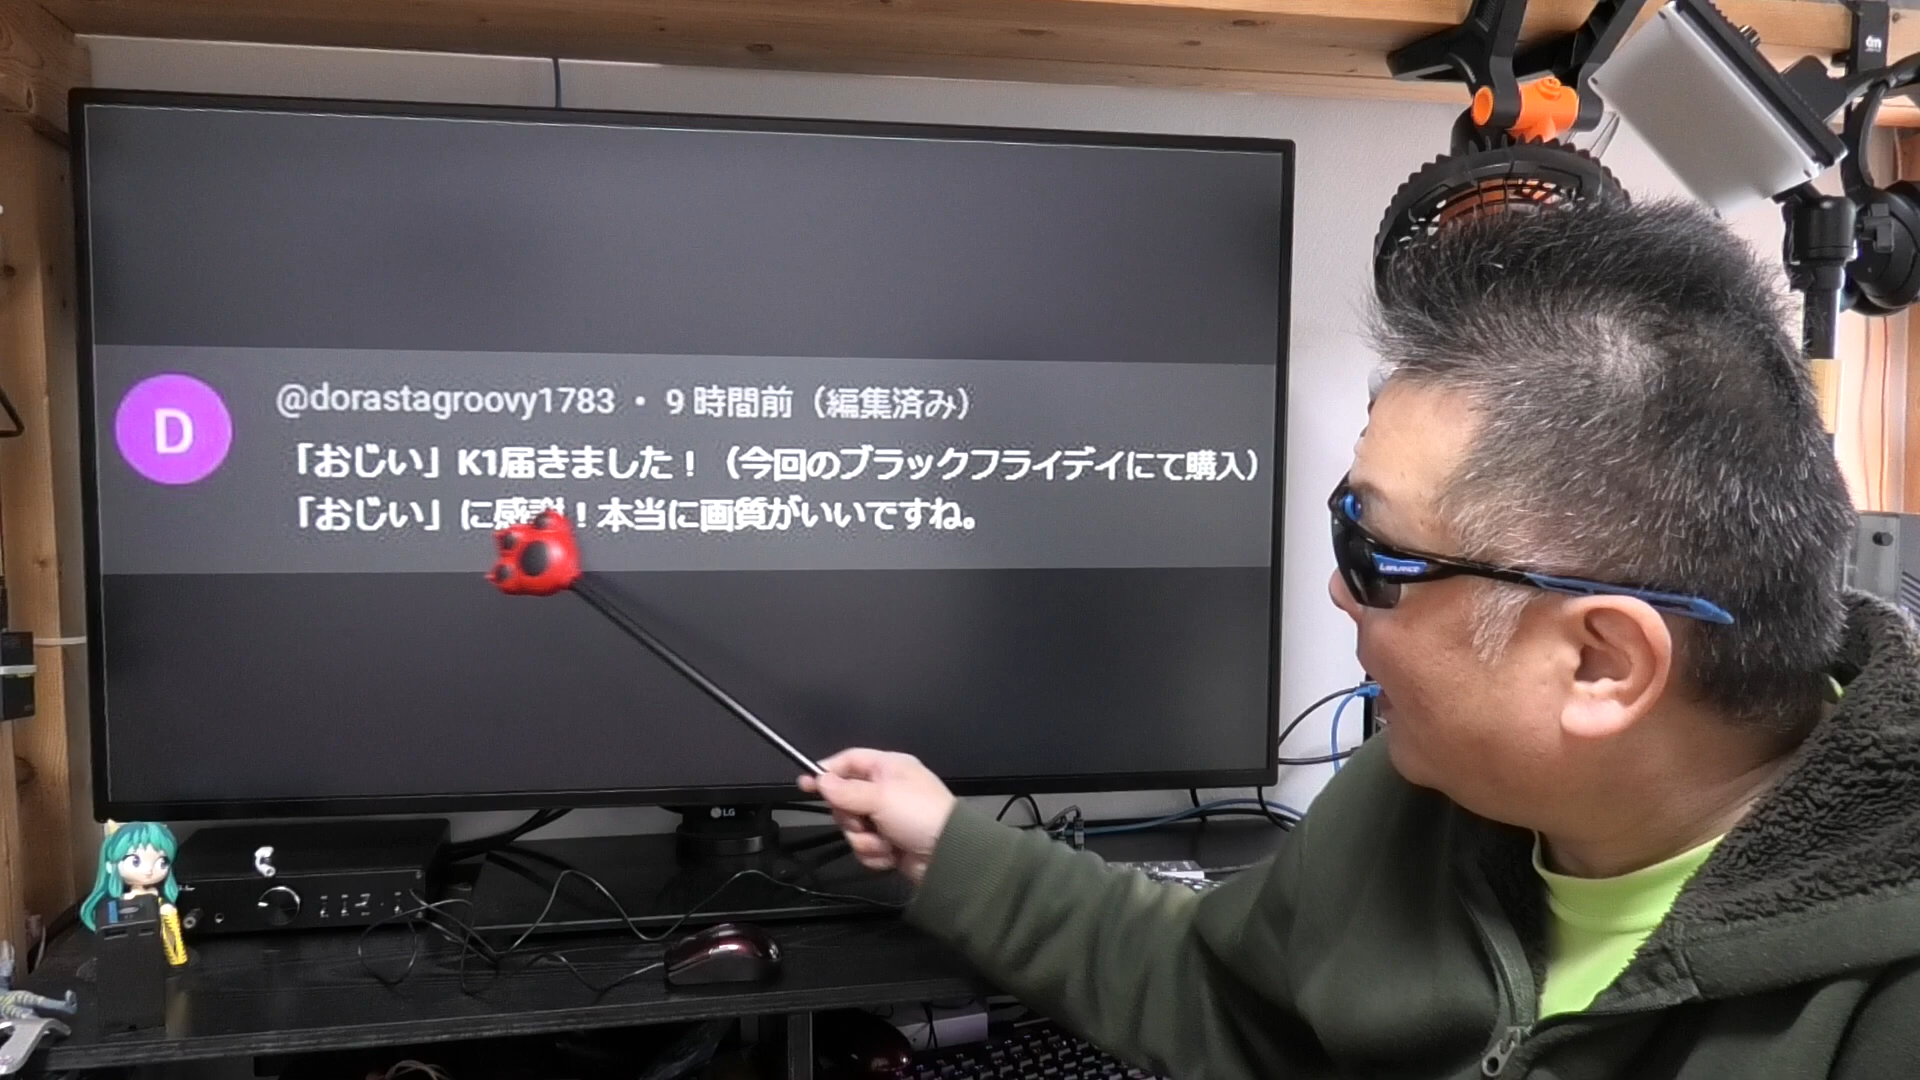 D
@dorastagroovy1783 • 9 時間前（編集済み）
「おじい」K1届きました！（今回のブラックフライデイにて購入）
「おじい」に感謝！本当に画質がいいですね。
LG